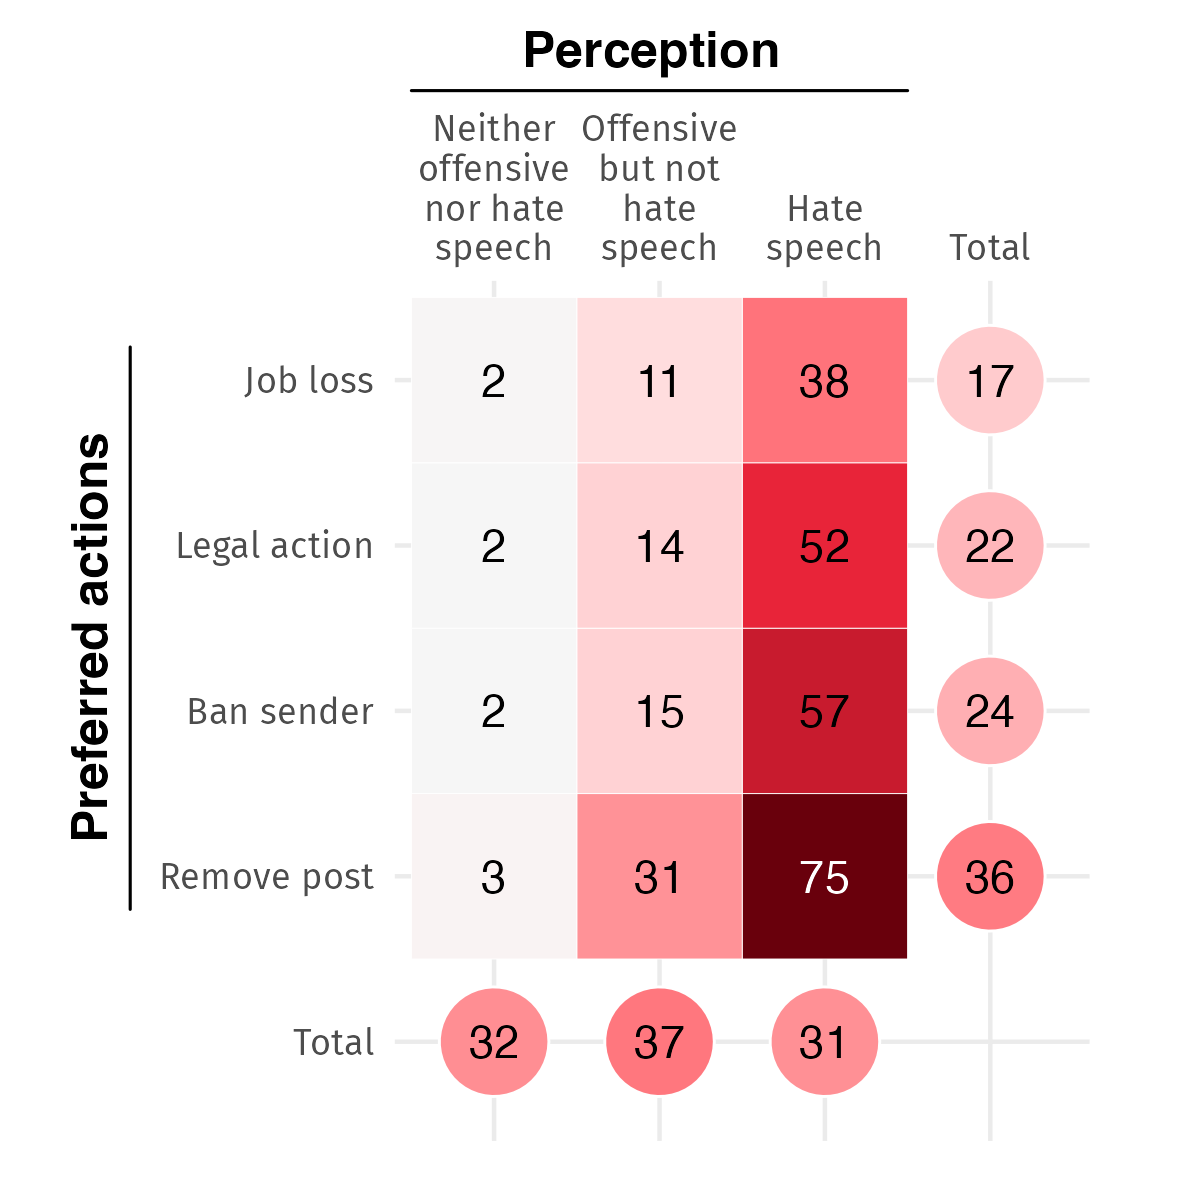 Perception
Neither
offensive
nor hate
speech
Offensive
but not
hate
speech
Hate
speech
Total
Preferred actions
Job loss 2 11 38 17
Legal action 2 14 52 22
Ban sender 2 15 57 24
Remove post 3 31 75 36
Total 32 37 31